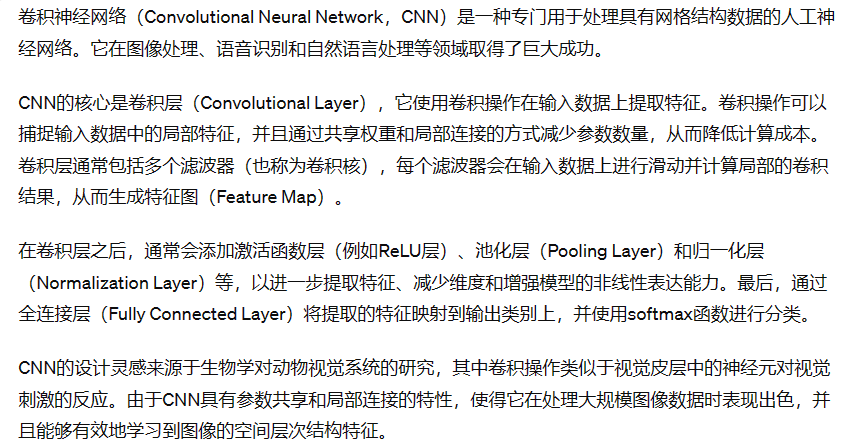 卷积神经网络（Convolutional Neural Network，CNN）是一种专门用于处理具有网格结构数据的人工神
经网络。它在图像处理、语音识别和自然语言处理等领域取得了巨大成功。
CNN的核心是卷积层（Convolutional Layer），它使用卷积操作在输入数据上提取特征。卷积操作可以
捕捉输入数据中的局部特征，并且通过共享权重和局部连接的方式减少参数数量，从而降低计算成本。
卷积层通常包括多个滤波器（也称为卷积核），每个滤波器会在输入数据上进行滑动并计算局部的卷积
结果，从而生成特征图（Feature Map）。
在卷积层之后，通常会添加激活函数层（例如ReLU层）、池化层（Pooling Layer）和归一化层
（Normalization Layer）等，以进一步提取特征、减少维度和增强模型的非线性表达能力。最后，通过
全连接层（Fully Connected Layer）将提取的特征映射到输出类别上，并使用softmax函数进行分类。
CNN的设计灵感来源于生物学对动物视觉系统的研究，其中卷积操作类似于视觉皮层中的神经元对视觉
刺激的反应。由于CNN具有参数共享和局部连接的特性，使得它在处理大规模图像数据时表现出色，并
且能够有效地学习到图像的空间层次结构特征。